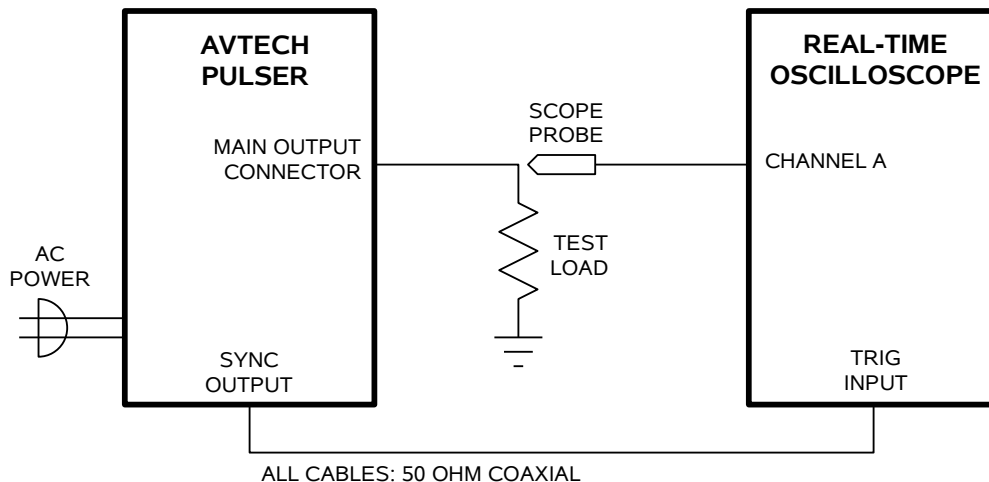 AVTECH
PULSER
MAIN OUTPUT
CONNECTOR
AC
POWER
SYNC
OUTPUT
SCOPE
PROBE
TEST
LOAD
REAL-TIME
OSCILLOSCOPE
CHANNEL A
TRIG
INPUT
ALL CABLES: 50 OHM COAXIAL